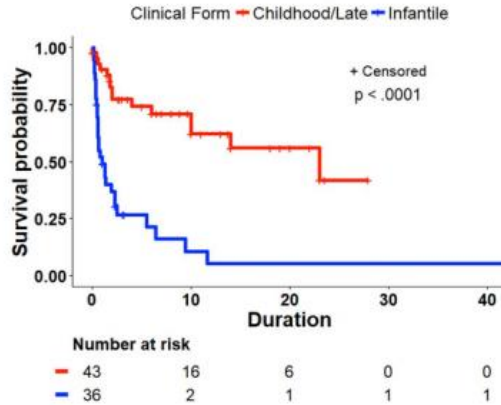 Clinical Form Childhood/Late Infantile
1.00
+ Censored
p < .0001
0.75
0.50
0.25
0.00
Survival probability
0 10 20 30 40
Duration
Number at risk
43 16 6 0 0
36 2 1 1 1